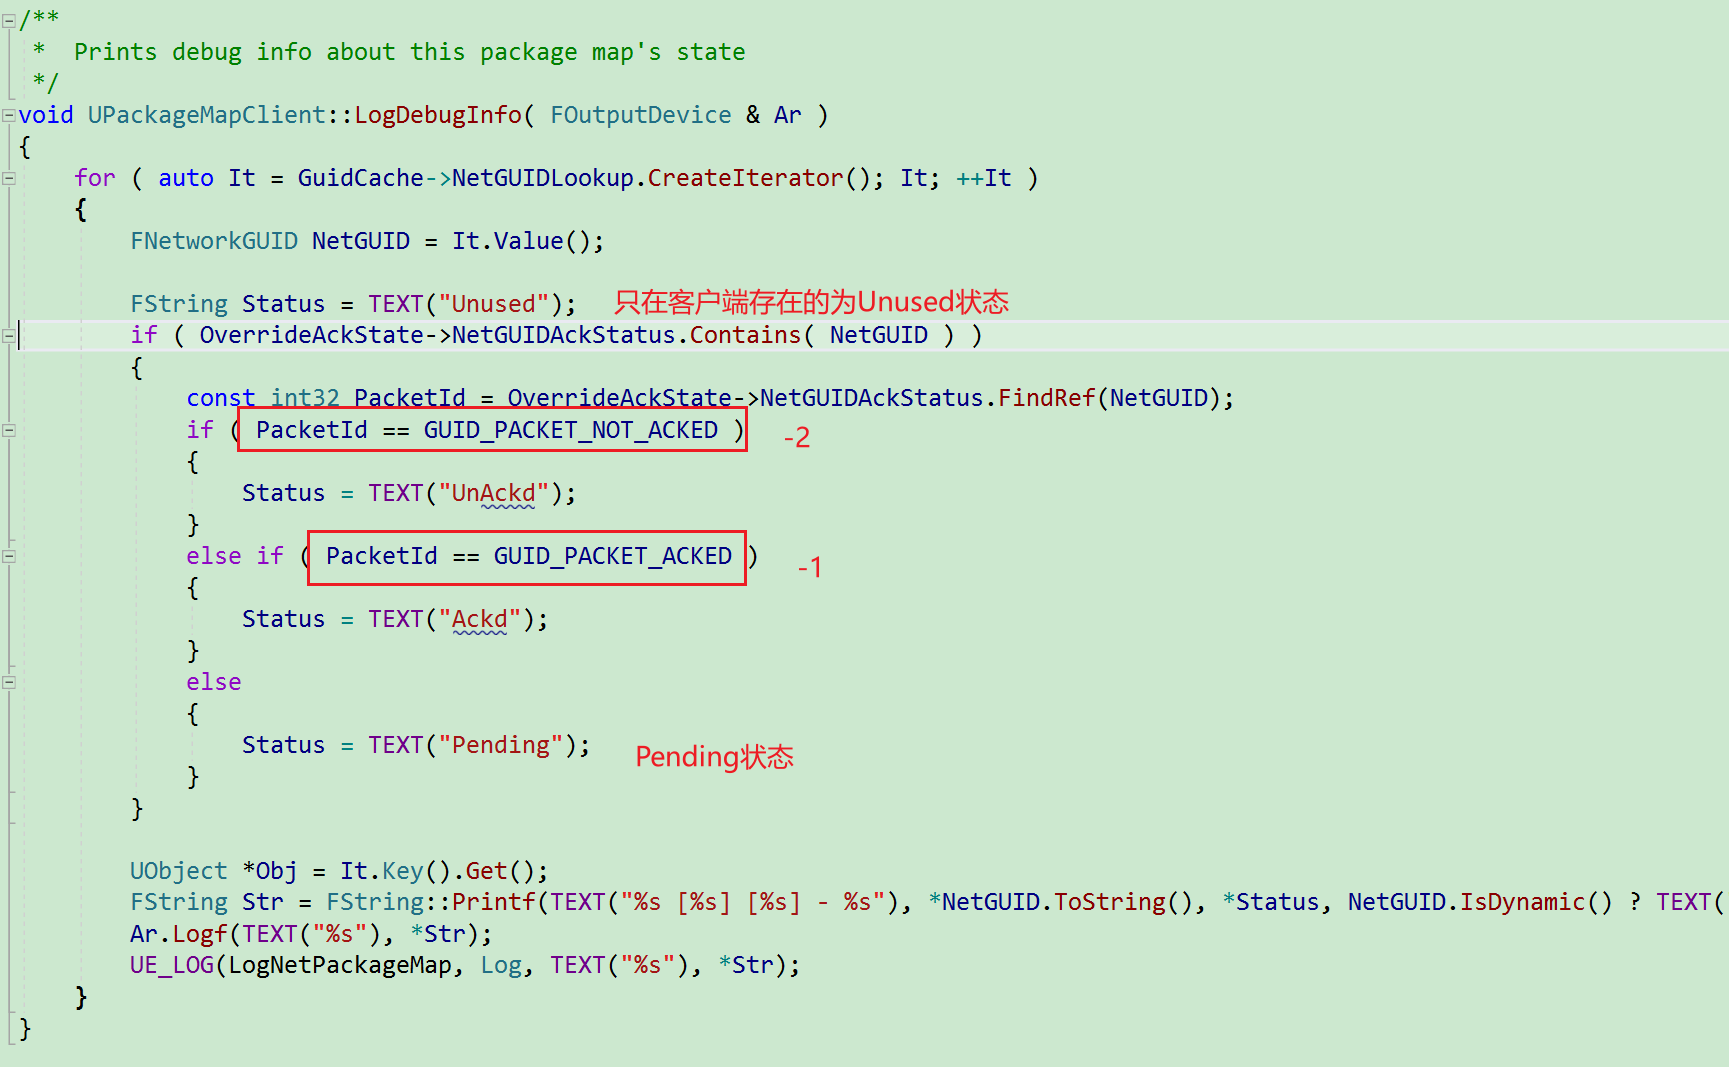 /**
*  Prints debug info about this package map's state
*/
void UPackageMapClient::LogDebugInfo( FOutputDevice & Ar )
{
for ( auto It = GuidCache->NetGUIDLookup.CreateIterator(); It; ++It )
{
FNetworkGUID NetGUID = It.Value();
FString Status = TEXT("Unused"); 只在客户端存在的为Unused状态
if ( OverrideAckState->NetGUIDAckStatus.Contains( NetGUID ) )
{
const int32 PacketId = OverrideAckState->NetGUIDAckStatus.FindRef(NetGUID);
if ( PacketId == GUID_PACKET_NOT_ACKED ) -2
{
Status = TEXT("UnAckd");
}
else if ( PacketId == GUID_PACKET_ACKED ) -1
{
Status = TEXT("Ackd");
}
else
{
Status = TEXT("Pending"); Pending状态
}
}
UObject *Obj = It.Key().Get();
FString Str = FString::Printf(TEXT("%s [%s] [%s] - %s"), *NetGUID.ToString(), *Status, NetGUID.IsDynamic() ? TEXT(
Ar.Logf(TEXT("%s"), *Str);
UE_LOG(LogNetPackageMap, Log, TEXT("%s"), *Str);
}
}